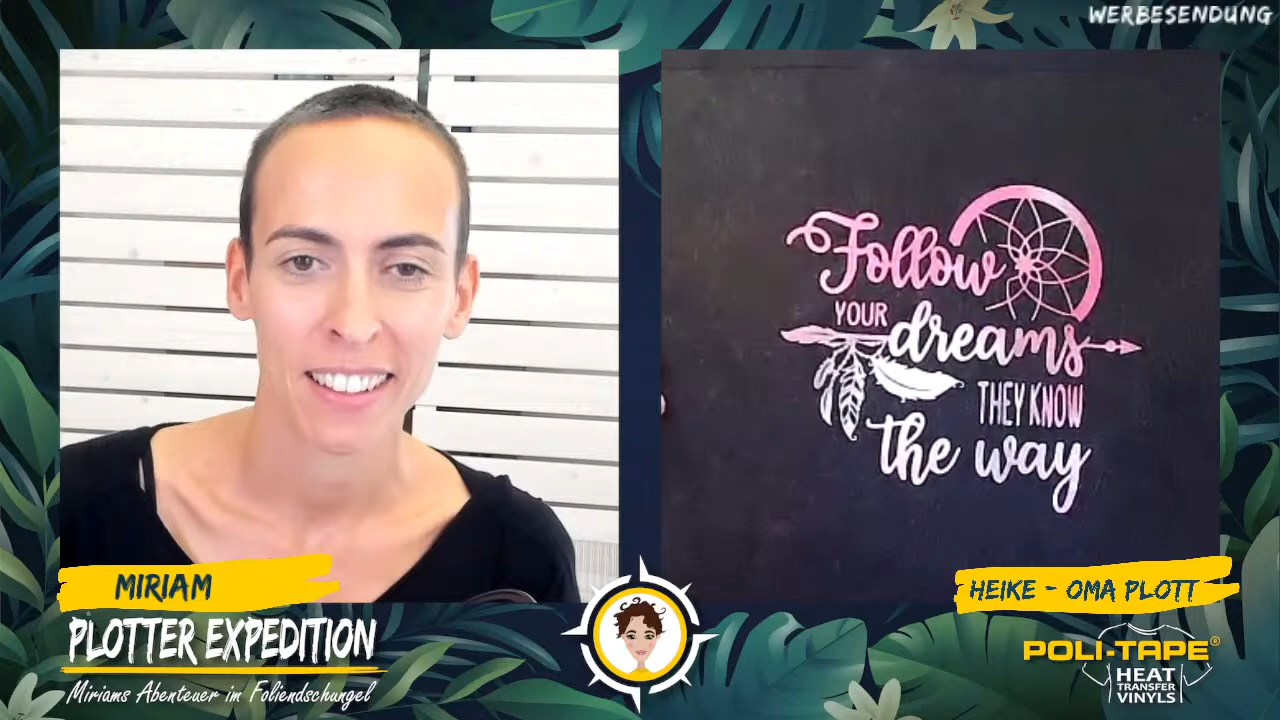 WERBESENDUNG
Follow
YOUR dreams
THEY KNOW
the way
MIRIAM
PLOTTER EXPEDITION
Miriams Abenteuer im Foliendschungel
HEIKE - OMA PLOTT
POLI-TAPE®
HEAT
TRANSFER
VINYLS